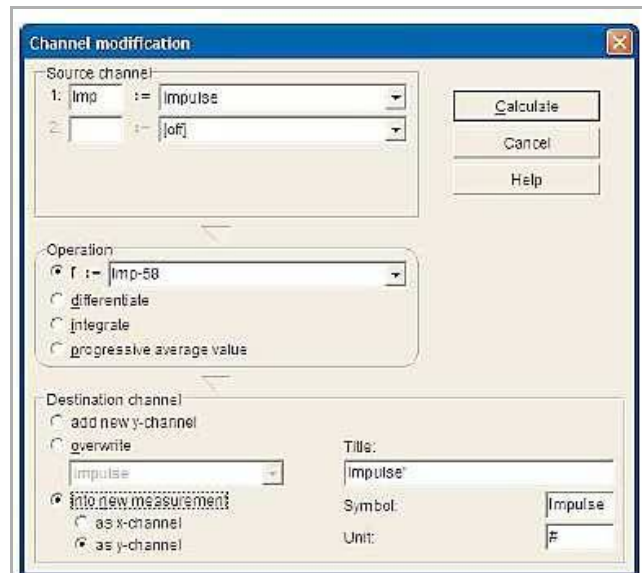 Channel modification
Source channel
1: Imp := Impulse
2: := [off]
Calculate
Cancel
Help
Operation
f := Imp-58
differentiate
integrate
progressive average value
Destination channel
add new y-channel
overwrite
Impulse
into new measurement
as x-channel
as y-channel
Title:
Impulse'
Symbol:
Impulse
Unit:
#